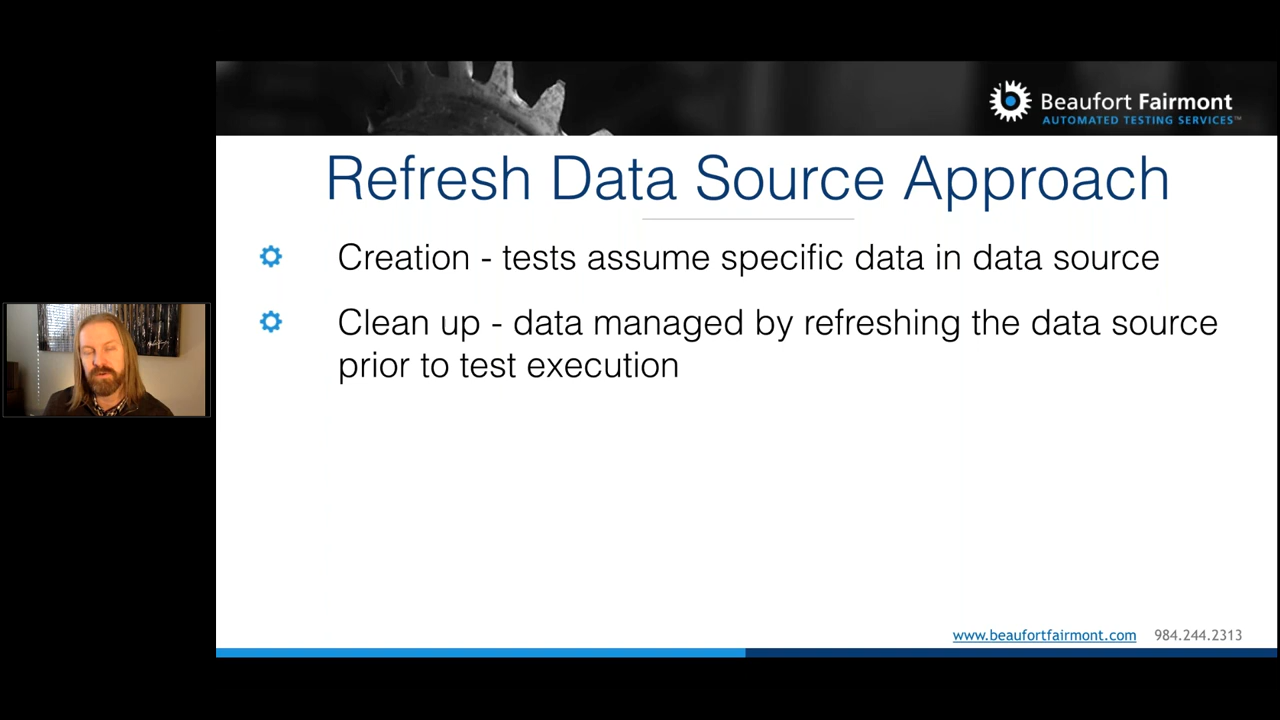 Beaufort Fairmont
AUTOMATED TESTING SERVICES™
Refresh Data Source Approach
Creation - tests assume specific data in data source
Clean up - data managed by refreshing the data source
prior to test execution
www.beaufortfairmont.com 984.244.2313